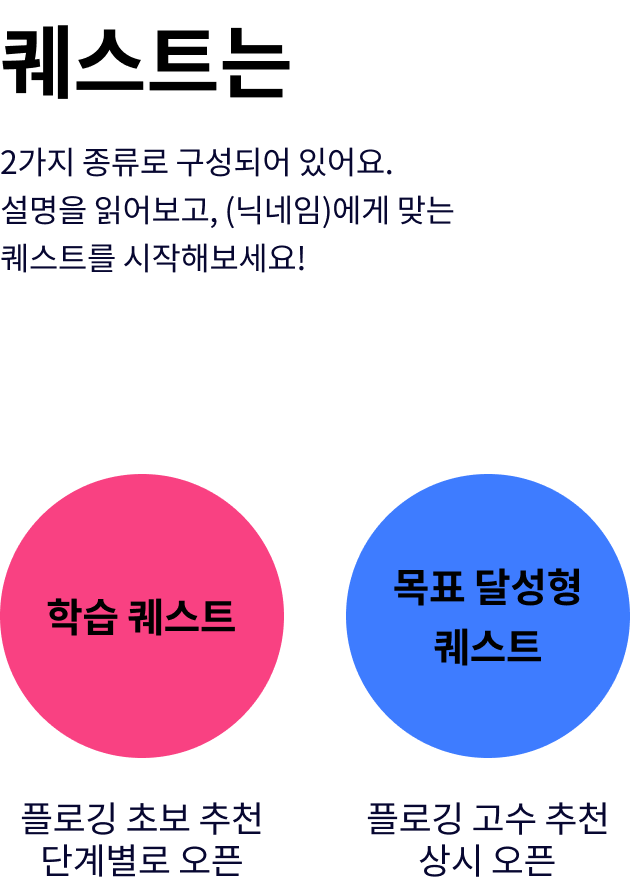 퀘스트는
2가지 종류로 구성되어 있어요.
설명을 읽어보고, (닉네임)에게 맞는
퀘스트를 시작해보세요!
학습 퀘스트
목표 달성형
퀘스트
플로깅 초보 추천
단계별로 오픈
플로깅 고수 추천
상시 오픈